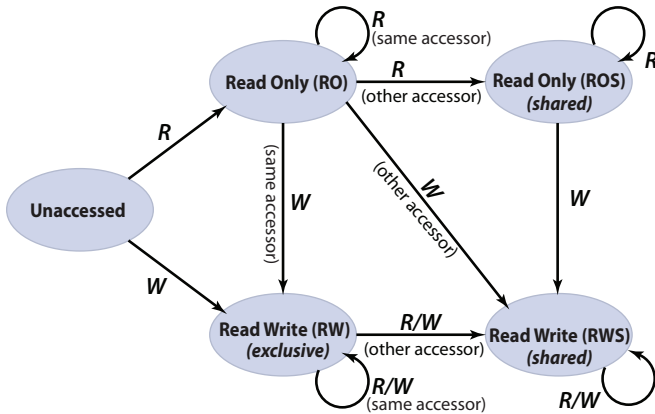 R
(same accessor)
R
Read Only (RO)
R
(other accessor)
Read Only (ROS)
(shared)
R
(same
accessor)
W
W
(other accessor)
W
Unaccessed
W
Read Write (RW)
(exclusive)
R/W
(other accessor)
Read Write (RWS)
(shared)
R/W
(same accessor)
R/W